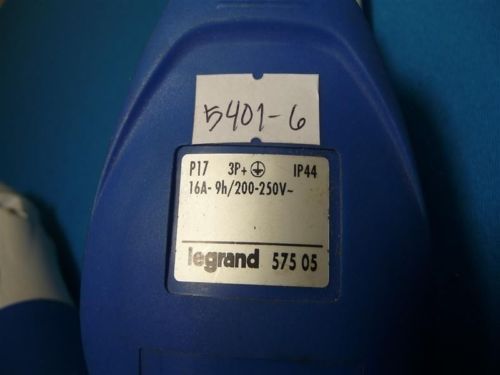 5401-6
P17 3P+⏚ IP44
16A- 9h/200-250V~
legrand 575 05